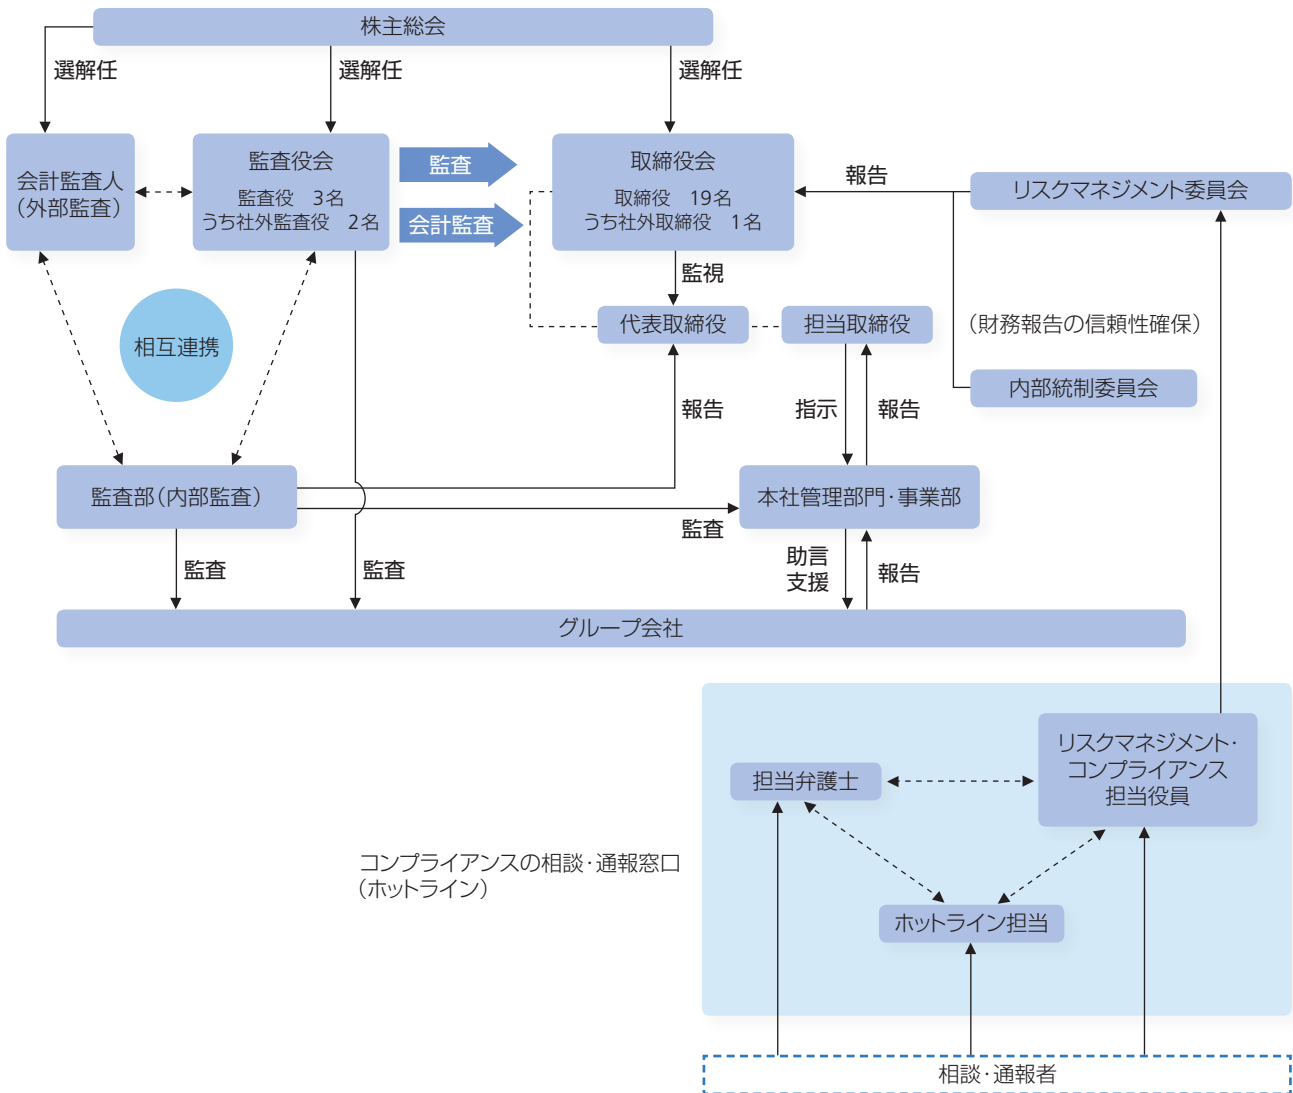 株主総会
選解任
選解任
選解任
会計監査人
（外部監査）
監査役会
監査役　3名
うち社外監査役　2名
監査
会計監査
取締役会
取締役　19名
うち社外取締役　1名
報告
リスクマネジメント委員会
監視
相互連携
代表取締役
担当取締役
（財務報告の信頼性確保）
内部統制委員会
報告
指示
報告
監査部（内部監査）
本社管理部門・事業部
監査
監査
監査
助言
支援
報告
グループ会社
リスクマネジメント・
コンプライアンス
担当役員
担当弁護士
コンプライアンスの相談・通報窓口
（ホットライン）
ホットライン担当
相談・通報者